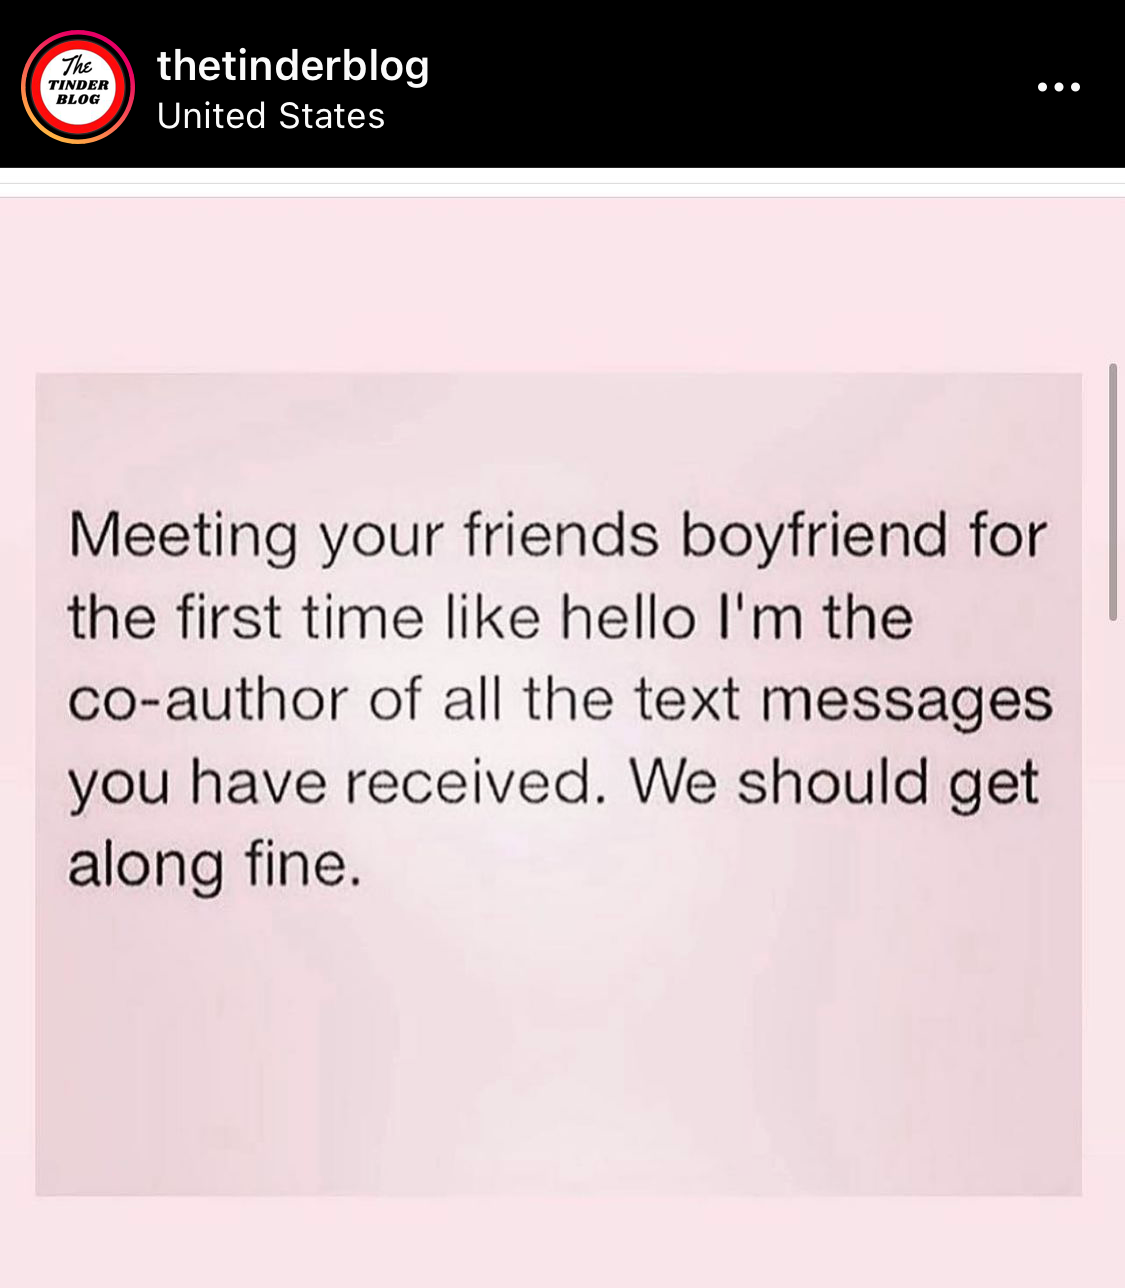 The
TINDER
BLOG
thetinderblog
United States
Meeting your friends boyfriend for
the first time like hello I'm the
co-author of all the text messages
you have received. We should get
along fine.